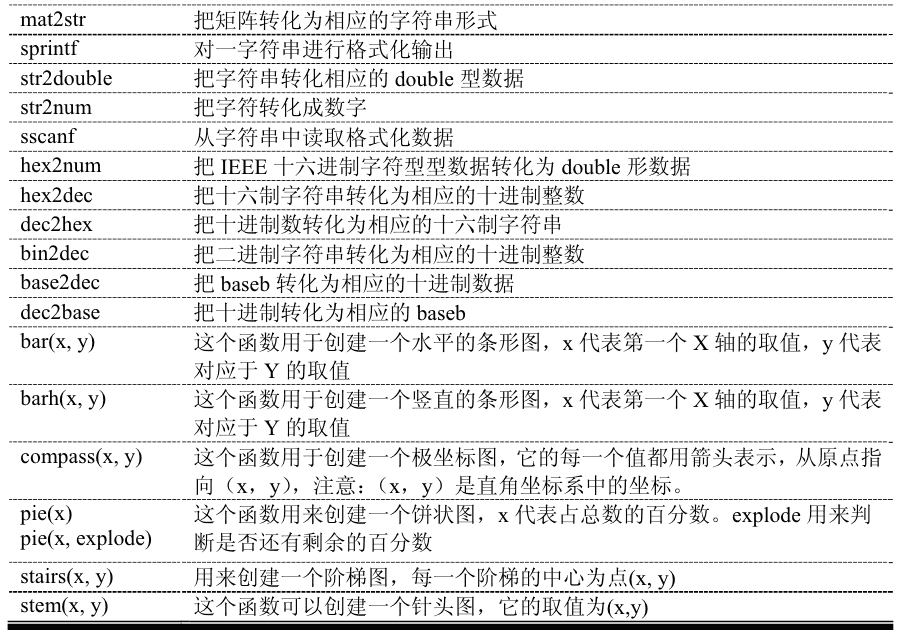 mat2str 把矩阵转化为相应的字符串形式
sprintf 对一字符串进行格式化输出
str2double 把字符串转化相应的 double 型数据
str2num 把字符转化成数字
sscanf 从字符串中读取格式化数据
hex2num 把 IEEE 十六进制字符型型数据转化为 double 形数据
hex2dec 把十六制字符串转化为相应的十进制整数
dec2hex 把十进制数转化为相应的十六制字符串
bin2dec 把二进制字符串转化为相应的十进制整数
base2dec 把 baseb 转化为相应的十进制数据
dec2base 把十进制转化为相应的 baseb
bar(x, y) 这个函数用于创建一个水平的条形图，x 代表第一个 X 轴的取值，y 代表
对应于 Y 的取值
barh(x, y) 这个函数用于创建一个竖直的条形图，x 代表第一个 X 轴的取值，y 代表
对应于 Y 的取值
compass(x, y) 这个函数用于创建一个极坐标图，它的每一个值都用箭头表示，从原点指
向（x，y），注意：（x，y）是直角坐标系中的坐标。
pie(x) 这个函数用来创建一个饼状图，x 代表占总数的百分数。explode 用来判
pie(x, explode) 断是否还有剩余的百分数
stairs(x, y) 用来创建一个阶梯图，每一个阶梯的中心为点(x, y)
stem(x, y) 这个函数可以创建一个针头图，它的取值为(x,y)